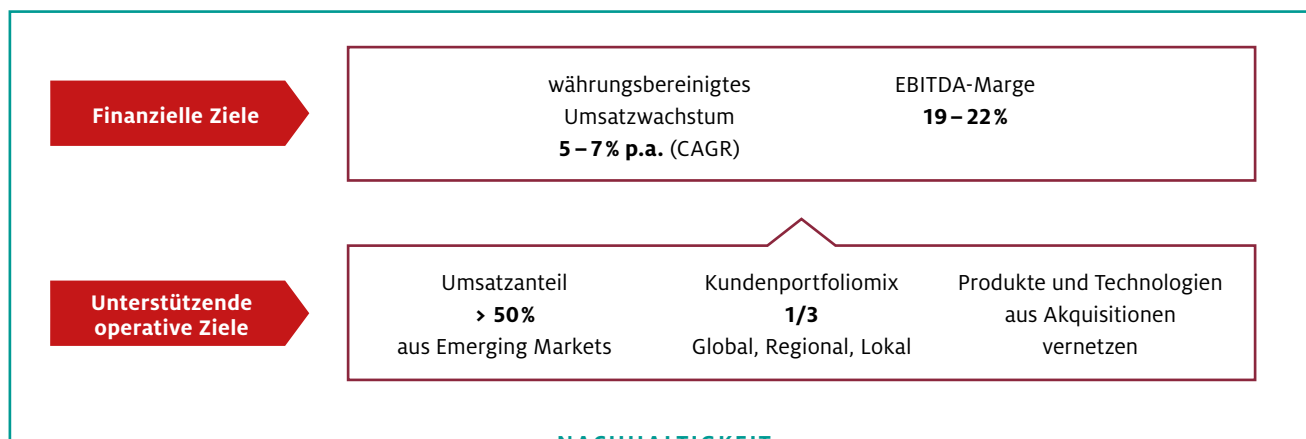 Finanzielle Ziele
währungsbereinigtes
Umsatzwachstum
5 – 7 % p.a. (CAGR)
EBITDA-Marge
19 – 22 %
Unterstützende
operative Ziele
Umsatzanteil
> 50 %
aus Emerging Markets
Kundenportfoliomix
1/3
Global, Regional, Lokal
Produkte und Technologien
aus Akquisitionen
vernetzen
NACHHALTIGKEIT